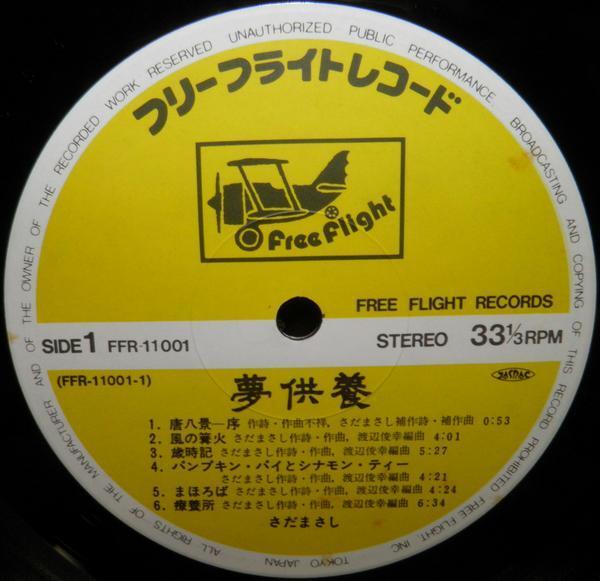 ALL RIGHTS OF THE MANUFACTURER AND OF THE OWNER OF THE RECORDED WORK RESERVED UNAUTHORIZED PUBLIC PERFORMANCE, BROADCASTING AND COPYING OF THIS RECORD PROHIBITED FREE FLIGHT, INC. TOKYO JAPAN
フリーフライトレコード
Free Flight
FREE FLIGHT RECORDS
SIDE 1 FFR-11001 STEREO 33 1/3 RPM
(FFR-11001-1) JASRAC
夢供養
1. 唐八景—序 作詩・作曲不祥, さだまさし補作詩・補作曲 0:53
2. 風の篝火 さだまさし作詩・作曲, 渡辺俊幸編曲 4:01
3. 歳時記 さだまさし作詩・作曲, 渡辺俊幸編曲 5:27
4. パンプキン・パイとシナモン・ティー
さだまさし作詩・作曲, 渡辺俊幸編曲 4:21
5. まほろば さだまさし作詩・作曲, 渡辺俊幸編曲 4:24
6. 療養所 さだまさし作詩・作曲, 渡辺俊幸編曲 6:34
さだまさし